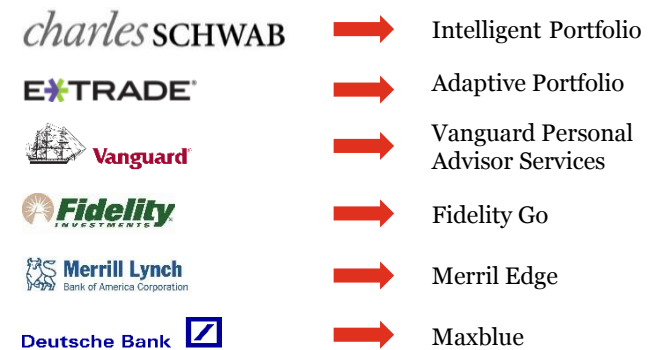 charles SCHWAB
Intelligent Portfolio
E*TRADE®
Adaptive Portfolio
Vanguard®
Vanguard Personal
Advisor Services
Fidelity
INVESTMENTS
Fidelity Go
Merrill Lynch
Bank of America Corporation
Merril Edge
Deutsche Bank
Maxblue